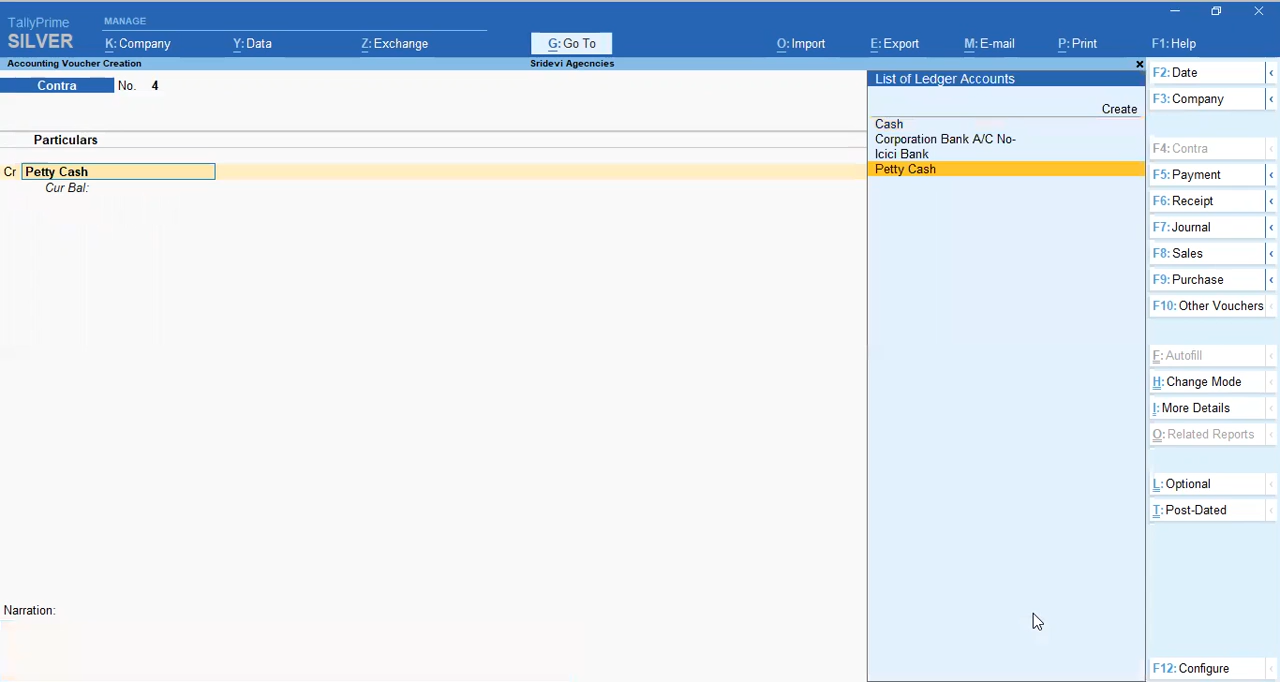 TallyPrime
SILVER
MANAGE
K: Company
Y: Data
Z: Exchange
G: Go To
O: Import
E: Export
M: E-mail
P: Print
F1: Help
Accounting Voucher Creation
Sridevi Agecncies
Contra No. 4
Particulars
Cr Petty Cash
Cur Bal:
Narration:
List of Ledger Accounts
Create
Cash
Corporation Bank A/C No-
Icici Bank
Petty Cash
F2: Date
F3: Company
F4: Contra
F5: Payment
F6: Receipt
F7: Journal
F8: Sales
F9: Purchase
F10: Other Vouchers
F: Autofill
H: Change Mode
I: More Details
O: Related Reports
L: Optional
T: Post-Dated
F12: Configure